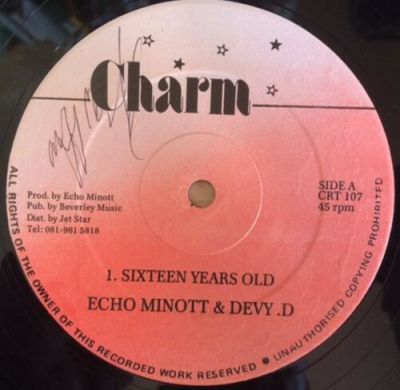 Charm
Prod. by Echo Minott
Pub. by Beverley Music
Dist. by Jet Star
Tel: 081-961 5818
SIDE A
CRT 107
45 rpm
1. SIXTEEN YEARS OLD
ECHO MINOTT & DEVY .D
ALL RIGHTS OF THE OWNER OF THIS RECORDED WORK RESERVED ● UNAUTHORISED COPYING PROHIRITED